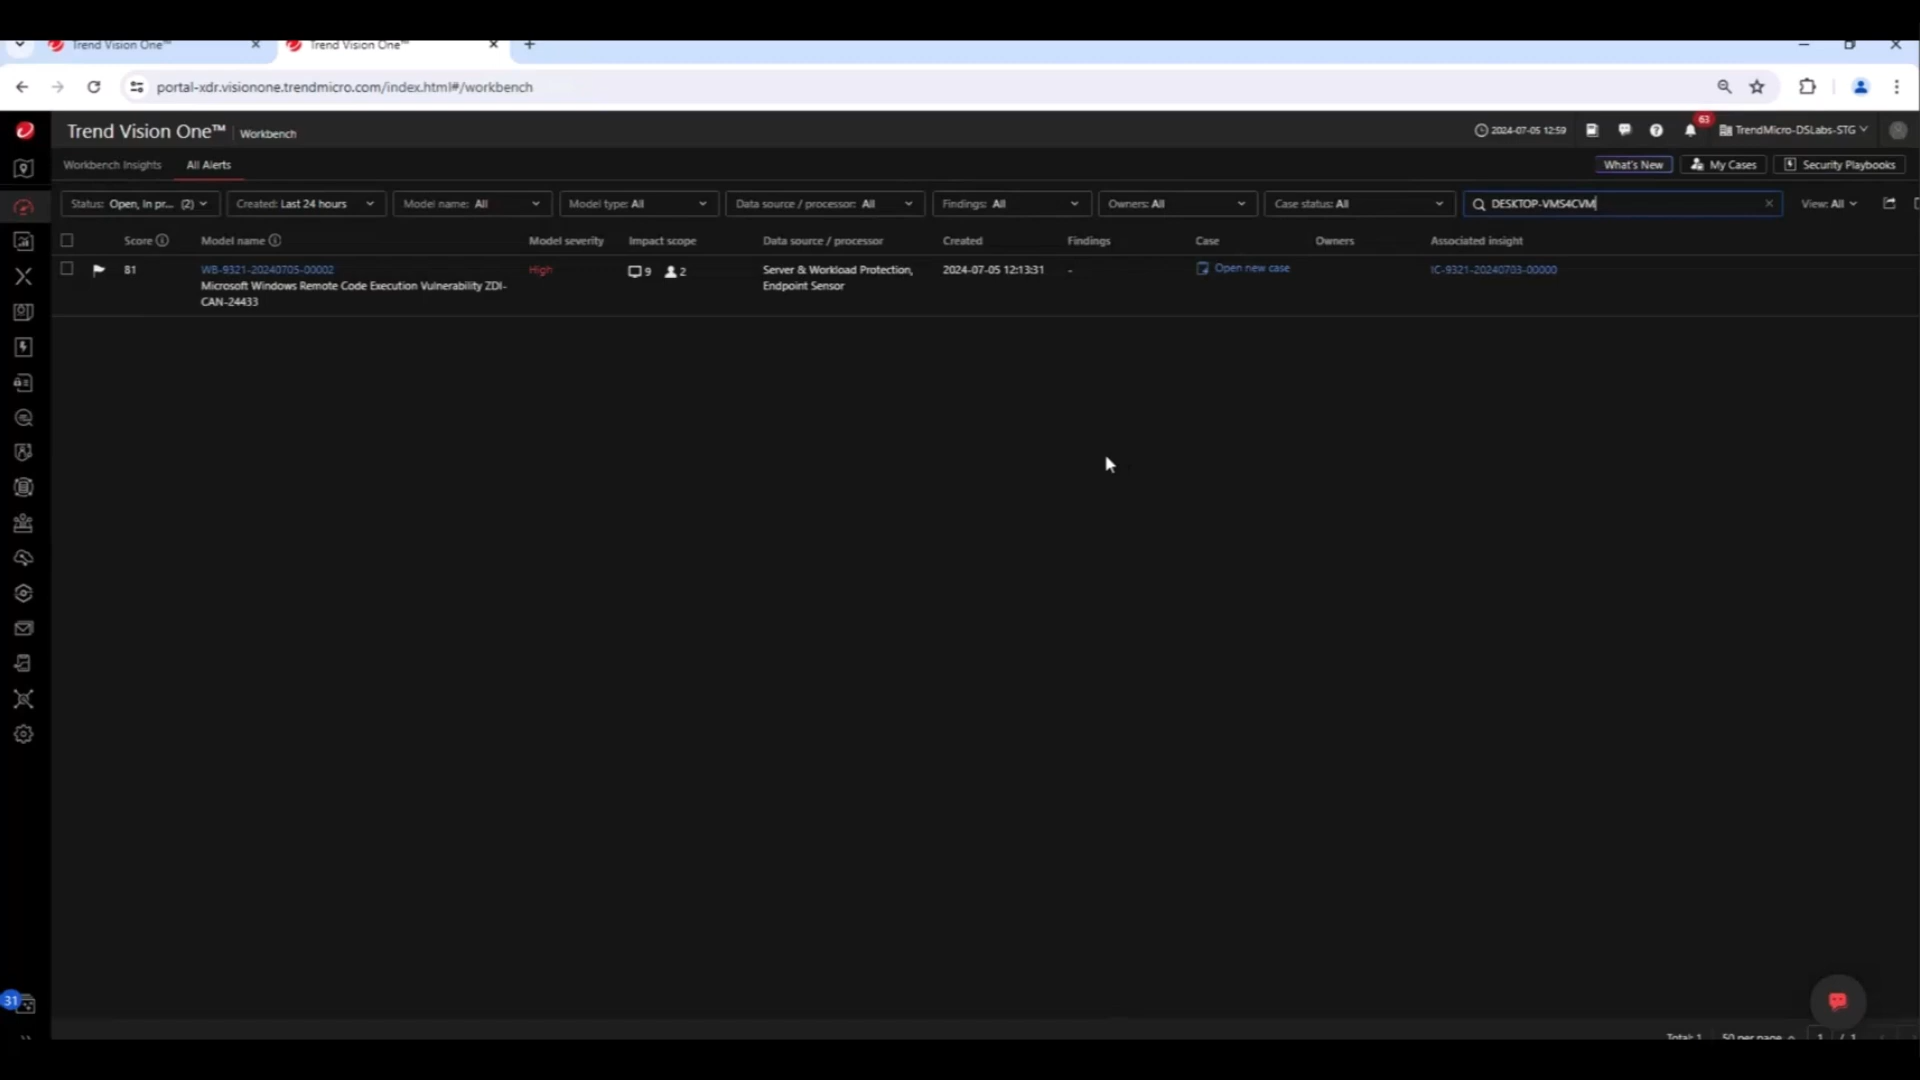 Trend Vision One™
Trend Vision One™
portal-xdr.visionone.trendmicro.com/index.html#/workbench
Trend Vision One™ | Workbench
2024-07-05 12:59
63
TrendMicro-DSLabs-STG
Workbench Insights
All Alerts
What's New
My Cases
Security Playbooks
Status: Open, In pr... (2)
Created: Last 24 hours
Model name: All
Model type: All
Data source / processor: All
Findings: All
Owners: All
Case status: All
DESKTOP-VMS4CVM
View: All
Score
Model name
Model severity
Impact scope
Data source / processor
Created
Findings
Case
Owners
Associated insight
81
WB-9321-20240705-00002
Microsoft Windows Remote Code Execution Vulnerability ZDI-
CAN-24433
High
9
2
Server & Workload Protection,
Endpoint Sensor
2024-07-05 12:13:31
-
Open new case
IC-9321-20240703-00000
31
Total: 1
50 per page
1 / 1